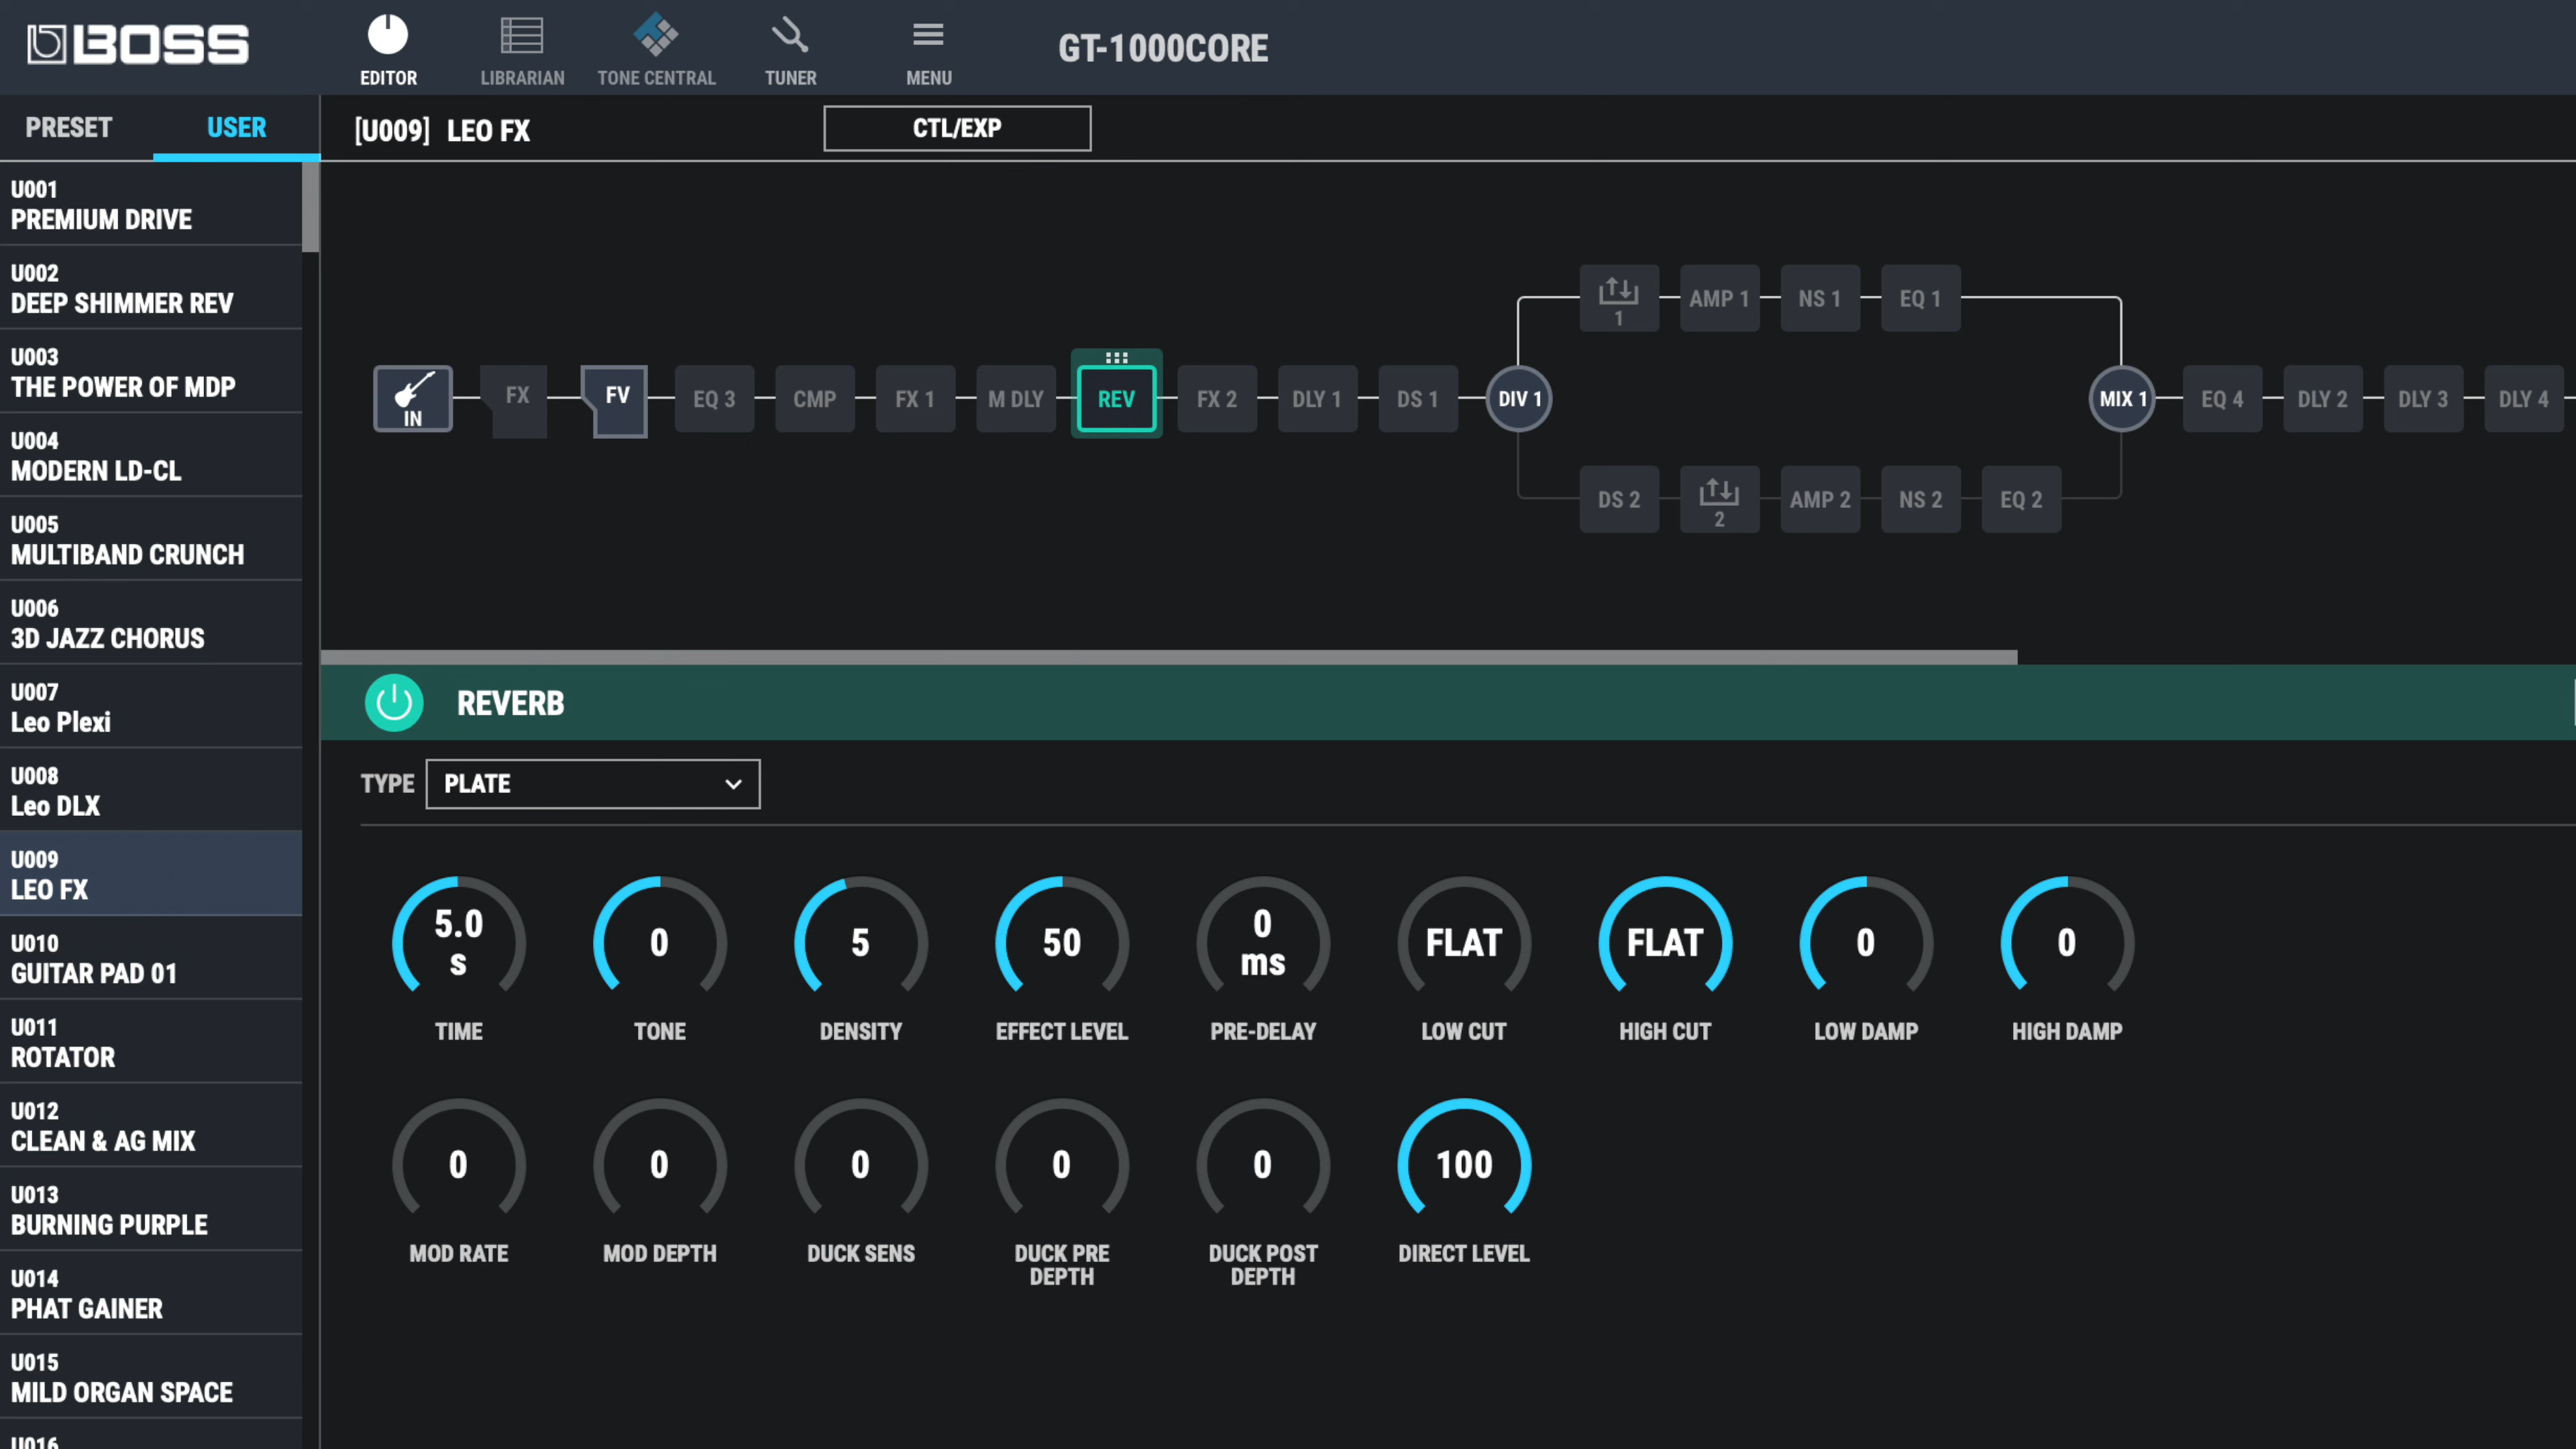 BOSS
EDITOR
LIBRARIAN
TONE CENTRAL
TUNER
MENU
GT-1000CORE
PRESET
USER
[U009] LEO FX
CTL/EXP
U001
PREMIUM DRIVE
U002
DEEP SHIMMER REV
U003
THE POWER OF MDP
U004
MODERN LD-CL
U005
MULTIBAND CRUNCH
U006
3D JAZZ CHORUS
U007
Leo Plexi
U008
Leo DLX
U009
LEO FX
U010
GUITAR PAD 01
U011
ROTATOR
U012
CLEAN & AG MIX
U013
BURNING PURPLE
U014
PHAT GAINER
U015
MILD ORGAN SPACE
U016
1
AMP 1
NS 1
EQ 1
IN
FX
FV
EQ 3
CMP
FX 1
M DLY
REV
FX 2
DLY 1
DS 1
DIV 1
MIX 1
EQ 4
DLY 2
DLY 3
DLY 4
DS 2
2
AMP 2
NS 2
EQ 2
REVERB
TYPE
PLATE
5.0
s
TIME
0
TONE
5
DENSITY
50
EFFECT LEVEL
0
ms
PRE-DELAY
FLAT
LOW CUT
FLAT
HIGH CUT
0
LOW DAMP
0
HIGH DAMP
0
MOD RATE
0
MOD DEPTH
0
DUCK SENS
0
DUCK PRE
DEPTH
0
DUCK POST
DEPTH
100
DIRECT LEVEL